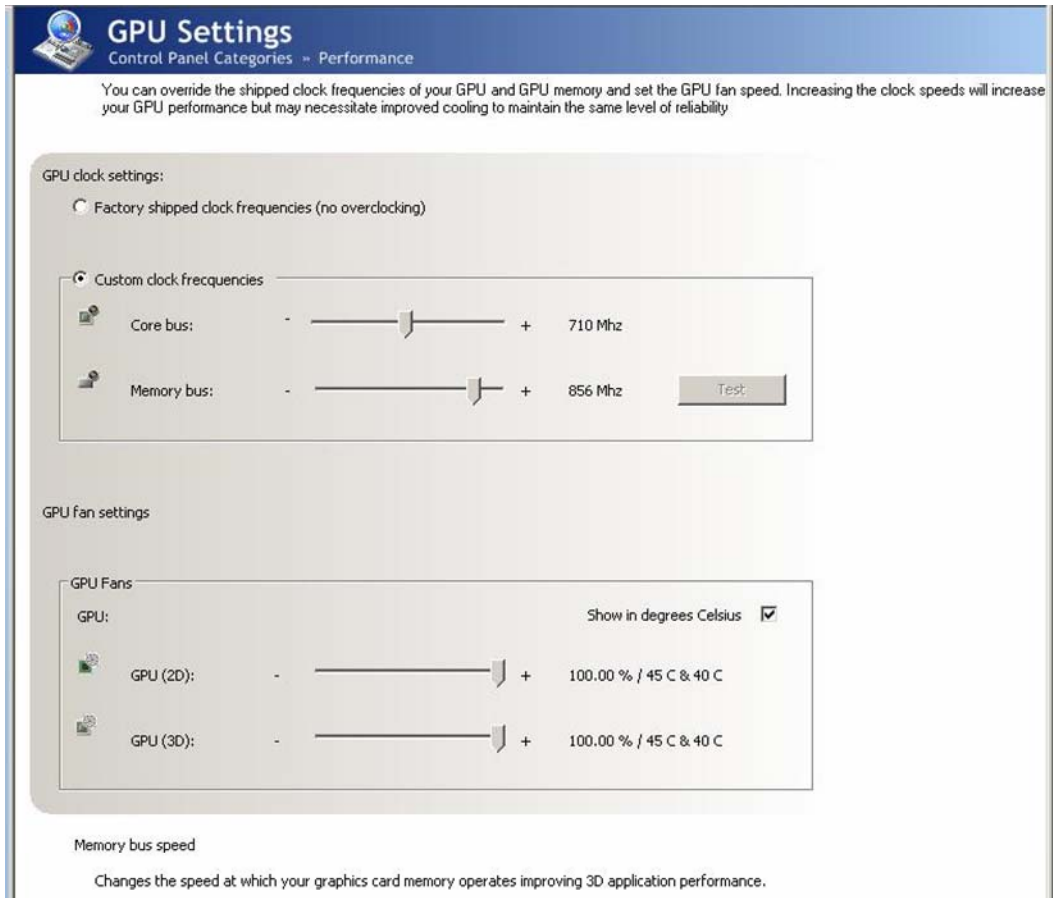 GPU Settings
Control Panel Categories » Performance
You can override the shipped clock frequencies of your GPU and GPU memory and set the GPU fan speed. Increasing the clock speeds will increase
your GPU performance but may necessitate improved cooling to maintain the same level of reliability
GPU clock settings:
Factory shipped clock frequencies (no overclocking)
Custom clock frecquencies
Core bus: - + 710 Mhz
Memory bus: - + 856 Mhz Test
GPU fan settings
GPU Fans
GPU: Show in degrees Celsius
GPU (2D): - + 100.00 % / 45 C & 40 C
GPU (3D): - + 100.00 % / 45 C & 40 C
Memory bus speed
Changes the speed at which your graphics card memory operates improving 3D application performance.